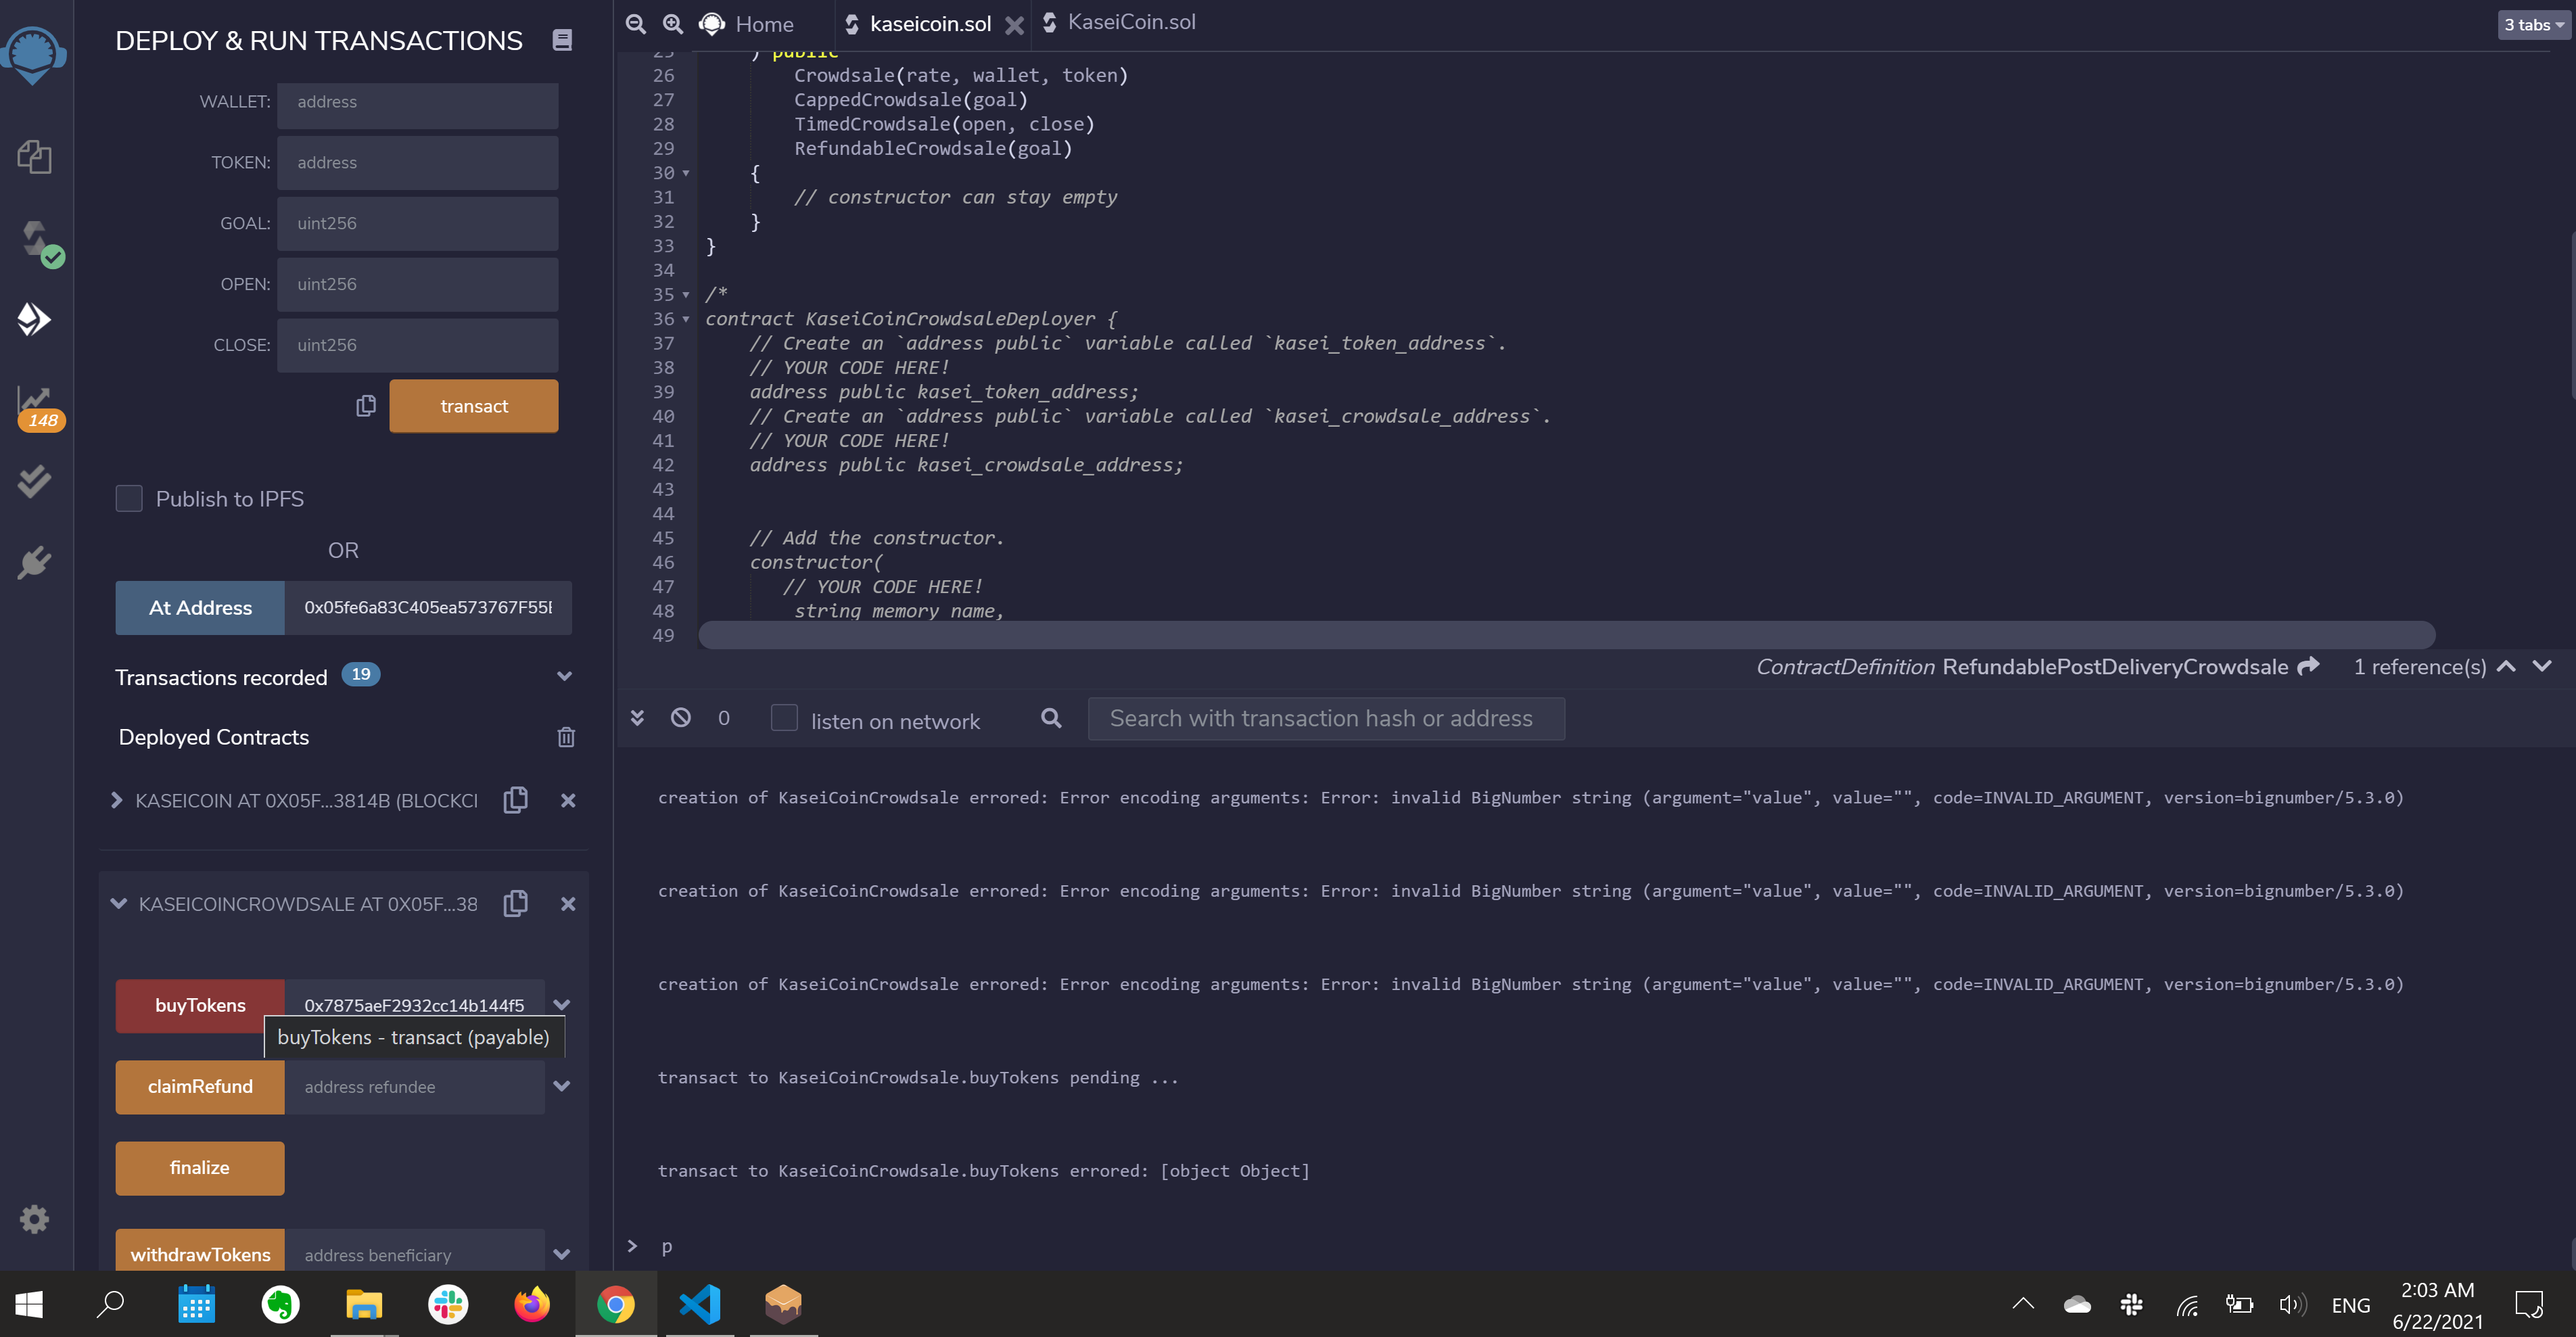 DEPLOY & RUN TRANSACTIONS
WALLET: address
TOKEN: address
GOAL: uint256
OPEN: uint256
CLOSE: uint256
transact
148
Publish to IPFS
OR
At Address 0x05fe6a83C405ea573767F55
Transactions recorded 19
Deployed Contracts
KASEICOIN AT 0X05F...3814B (BLOCKCI
KASEICOINCROWDSALE AT 0X05F...38
buyTokens 0x7875aeF2932cc14b144f5
buyTokens - transact (payable)
claimRefund address refundee
finalize
withdrawTokens address beneficiary
Home kaseicoin.sol KaseiCoin.sol 3 tabs
25 ) public
26 Crowdsale(rate, wallet, token)
27 CappedCrowdsale(goal)
28 TimedCrowdsale(open, close)
29 RefundableCrowdsale(goal)
30 {
31 // constructor can stay empty
32 }
33 }
34
35 /*
36 contract KaseiCoinCrowdsaleDeployer {
37 // Create an `address public` variable called `kasei_token_address`.
38 // YOUR CODE HERE!
39 address public kasei_token_address;
40 // Create an `address public` variable called `kasei_crowdsale_address`.
41 // YOUR CODE HERE!
42 address public kasei_crowdsale_address;
43
44
45 // Add the constructor.
46 constructor(
47 // YOUR CODE HERE!
48 string memory name,
49
ContractDefinition RefundablePostDeliveryCrowdsale 1 reference(s)
0 listen on network Search with transaction hash or address
creation of KaseiCoinCrowdsale errored: Error encoding arguments: Error: invalid BigNumber string (argument="value", value="", code=INVALID_ARGUMENT, version=bignumber/5.3.0)
creation of KaseiCoinCrowdsale errored: Error encoding arguments: Error: invalid BigNumber string (argument="value", value="", code=INVALID_ARGUMENT, version=bignumber/5.3.0)
creation of KaseiCoinCrowdsale errored: Error encoding arguments: Error: invalid BigNumber string (argument="value", value="", code=INVALID_ARGUMENT, version=bignumber/5.3.0)
transact to KaseiCoinCrowdsale.buyTokens pending ...
transact to KaseiCoinCrowdsale.buyTokens errored: [object Object]
> p
ENG
2:03 AM
6/22/2021